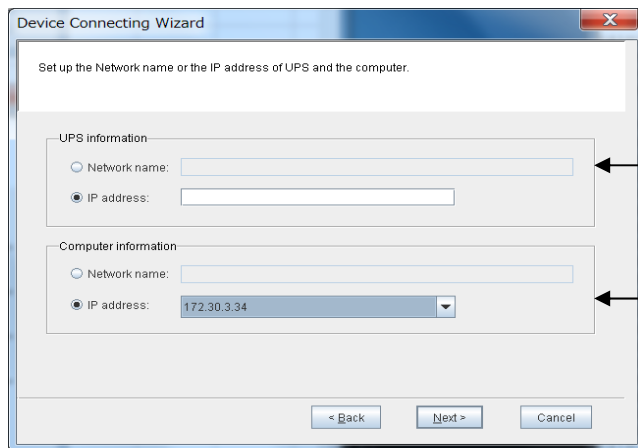 Device Connecting Wizard
Set up the Network name or the IP address of UPS and the computer.
UPS information
Network name:
IP address:
Computer information
Network name:
IP address:
172.30.3.34
< Back
Next >
Cancel